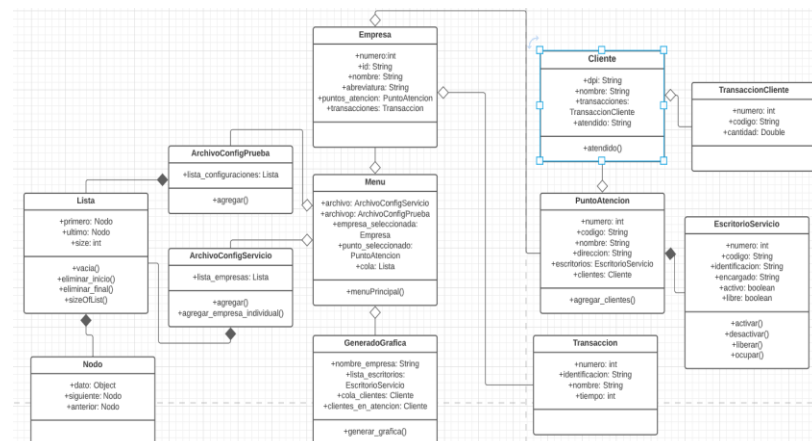 Empresa
+numero:int
+id: String
+nombre: String
+abreviatura: String
+puntos_atencion: PuntoAtencion
+transacciones: Transaccion
Cliente
+dpi: String
+nombre: String
+transacciones:
TransaccionCliente
+atendido: String
+atendido()
TransaccionCliente
+numero: int
+codigo: String
+cantidad: Double
ArchivoConfigPrueba
+lista_configuraciones: Lista
+agregar()
Lista
+primero: Nodo
+ultimo: Nodo
+size: int
+vacia()
+eliminar_inicio()
+eliminar_final()
+sizeOfList()
Menu
+archivo: ArchivoConfigServicio
+archivop: ArchivoConfigPrueba
+empresa_seleccionada:
Empresa
+punto_seleccionado:
PuntoAtencion
+cola: Lista
+menuPrincipal()
PuntoAtencion
+numero: int
+codigo: String
+nombre: String
+direccion: String
+escritorios: EscritorioServicio
+clientes: Cliente
+agregar_clientes()
EscritorioServicio
+numero: int
+codigo: String
+identificacion: String
+encargado: String
+activo: boolean
+libre: boolean
+activar()
+desactivar()
+liberar()
+ocupar()
ArchivoConfigServicio
+lista_empresas: Lista
+agregar()
+agregar_empresa_individual()
GeneradoGrafica
+nombre_empresa: String
+lista_escritorios:
EscritorioServicio
+cola_clientes: Cliente
+clientes_en_atencion: Cliente
+generar_grafica()
Transaccion
+numero: int
+identificacion: String
+nombre: String
+tiempo: int
Nodo
+dato: Object
+siguiente: Nodo
+anterior: Nodo